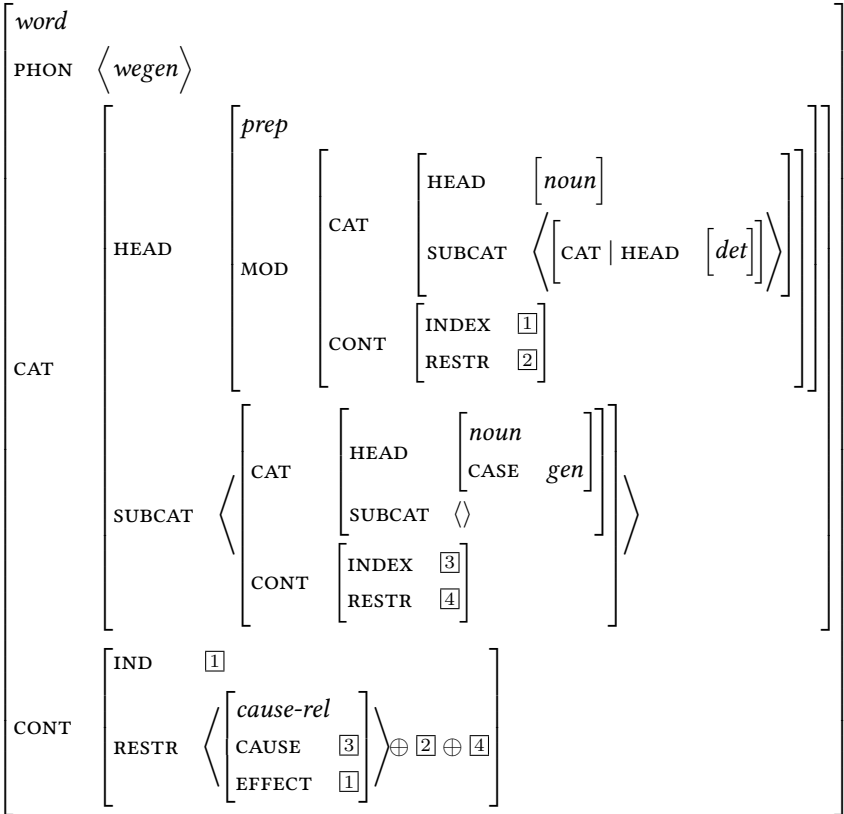 word
PHON ⟨wegen⟩
prep
HEAD [noun]
CAT
SUBCAT ⟨[CAT | HEAD [det]]⟩
HEAD
MOD
INDEX 1
CONT
RESTR 2
CAT
noun
HEAD
CASE gen
CAT
SUBCAT ⟨⟩
SUBCAT
INDEX 3
CONT
RESTR 4
IND 1
cause-rel
CONT
RESTR ⟨CAUSE 3⟩ ⊕ 2 ⊕ 4
EFFECT 1